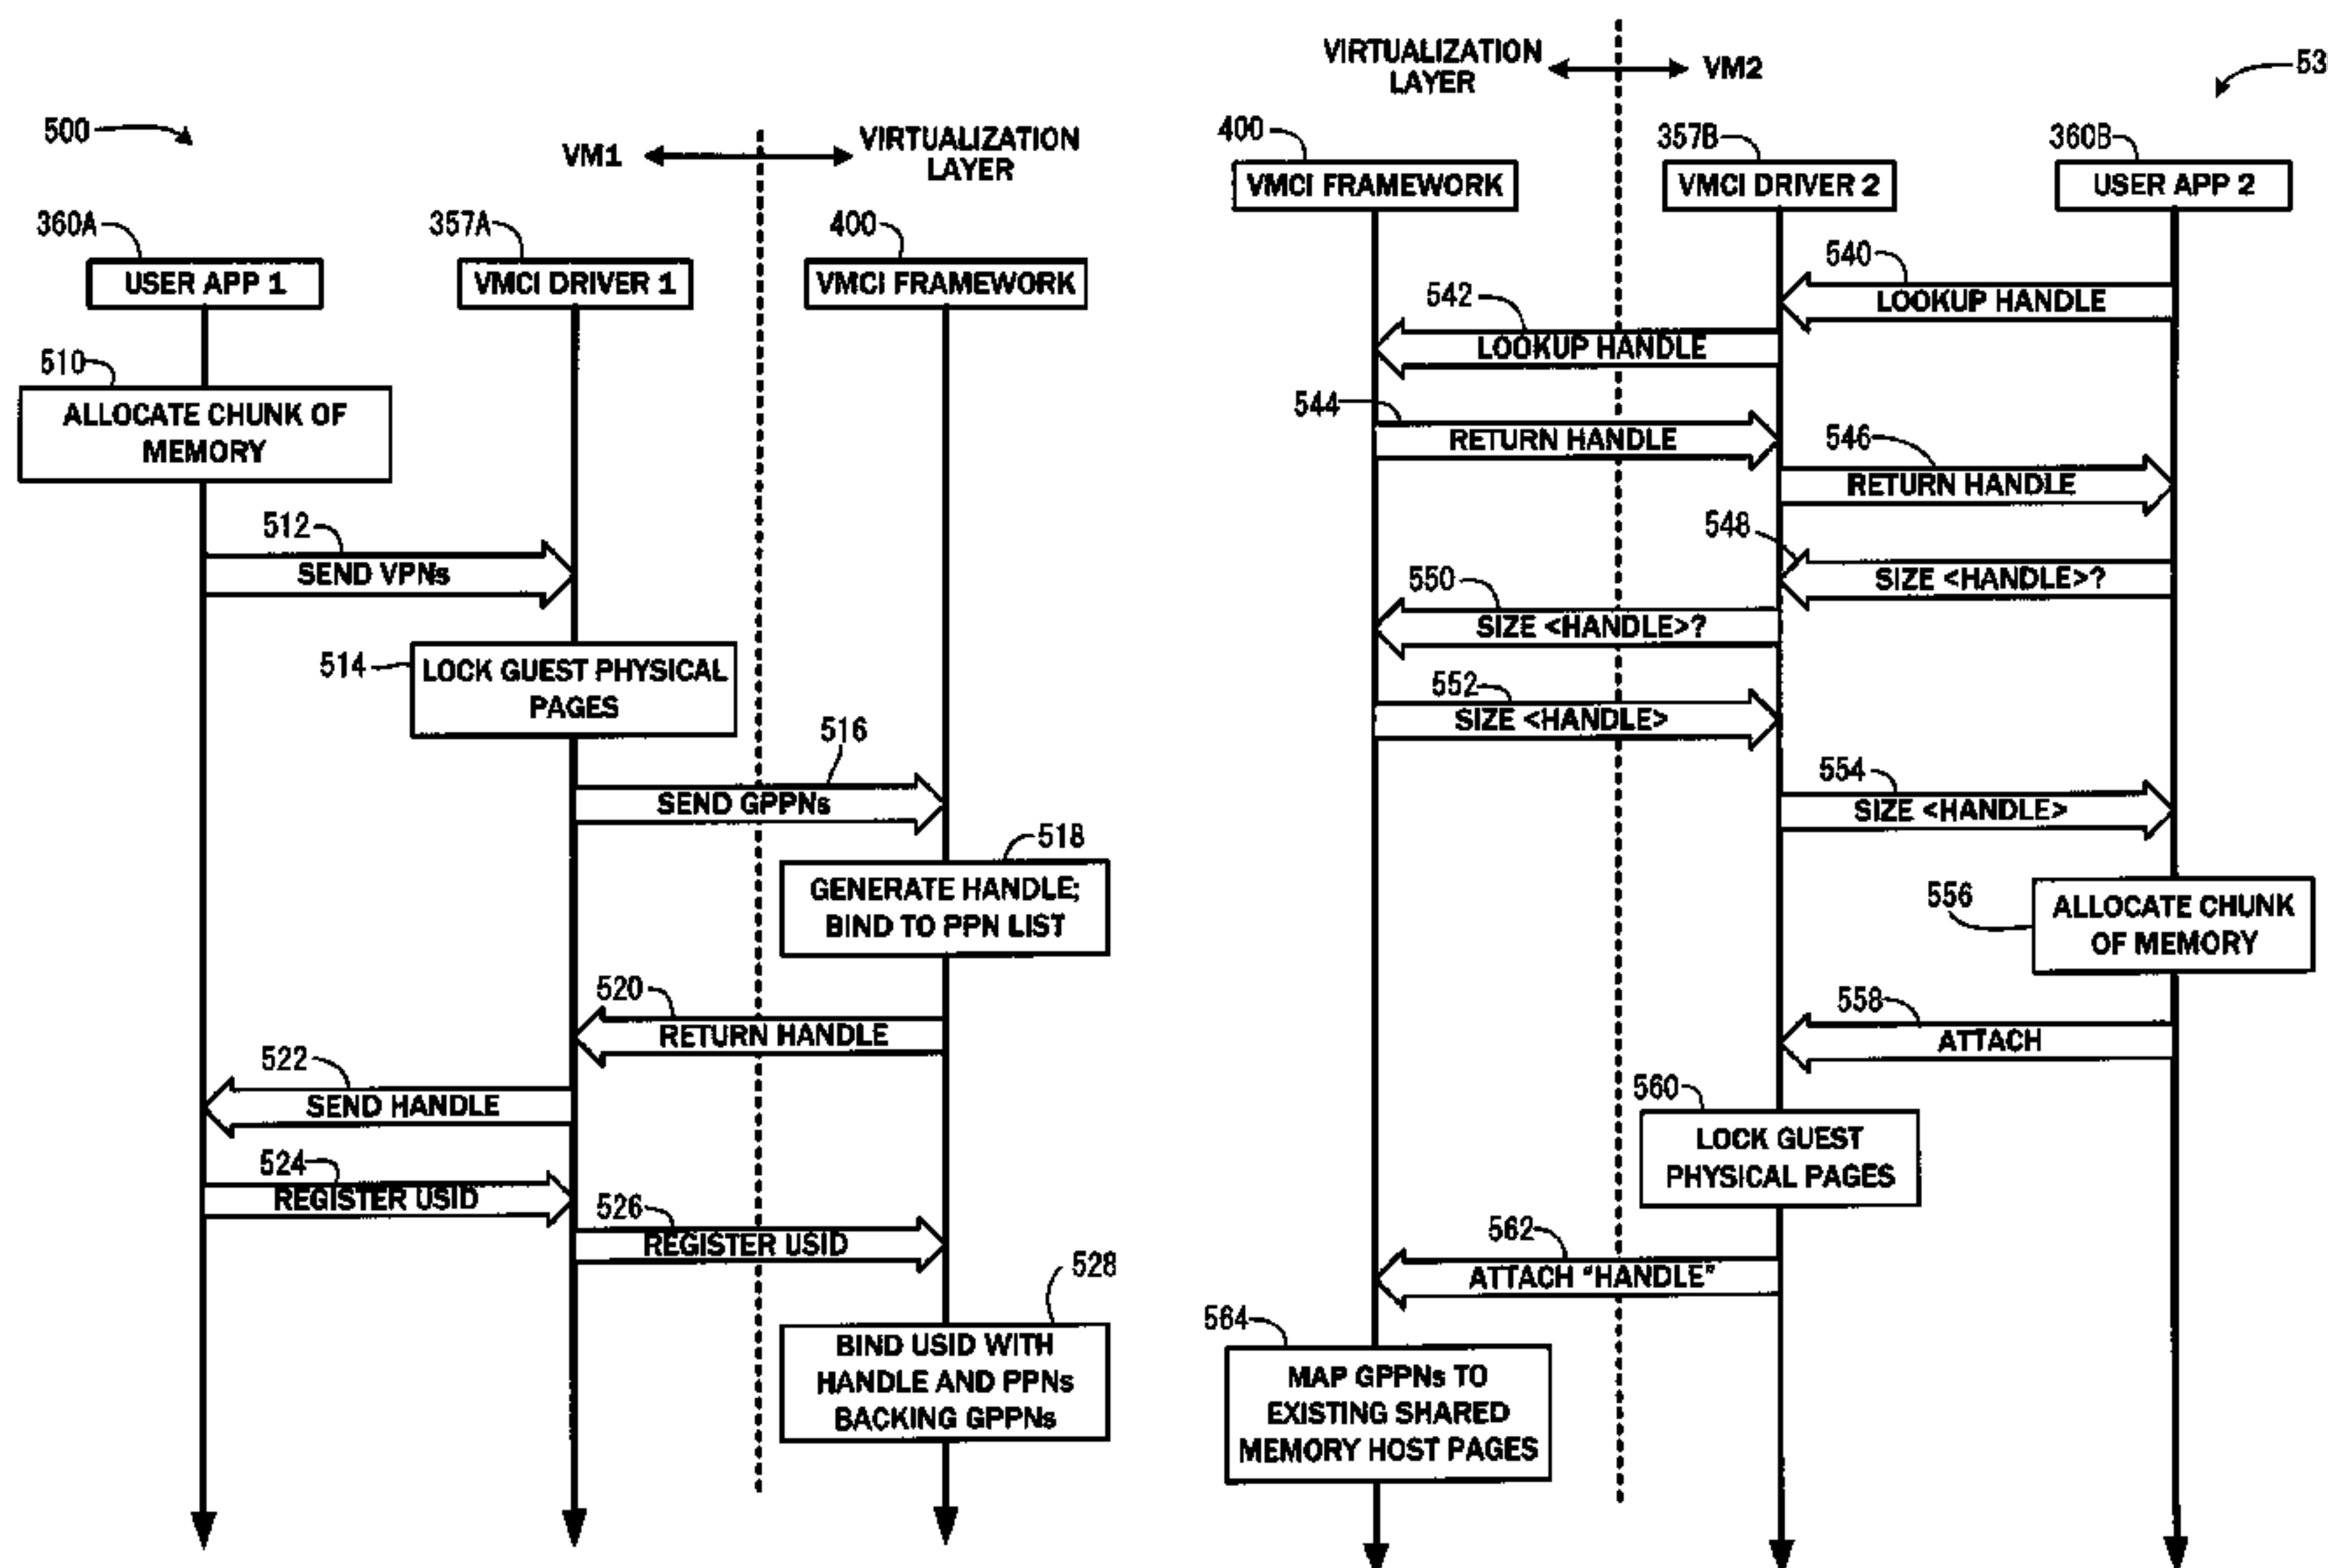 500
VM1
VIRTUALIZATION
LAYER
360A
357A
400
USER APP 1
VMCI DRIVER 1
VMCI FRAMEWORK
510
ALLOCATE CHUNK OF
MEMORY
512
SEND VPNs
514
LOCK GUEST PHYSICAL
PAGES
516
SEND GPPNs
518
GENERATE HANDLE;
BIND TO PPN LIST
520
RETURN HANDLE
522
SEND HANDLE
524
REGISTER USID
526
REGISTER USID
528
BIND USID WITH
HANDLE AND PPNs
BACKING GPPNs
VIRTUALIZATION
LAYER
VM2
53
400
357B
360B
VMCI FRAMEWORK
VMCI DRIVER 2
USER APP 2
540
LOOKUP HANDLE
542
LOOKUP HANDLE
544
RETURN HANDLE
546
RETURN HANDLE
548
SIZE <HANDLE>?
550
SIZE <HANDLE>?
552
SIZE <HANDLE>
554
SIZE <HANDLE>
556
ALLOCATE CHUNK
OF MEMORY
558
ATTACH
560
LOCK GUEST
PHYSICAL PAGES
562
ATTACH "HANDLE"
564
MAP GPPNs TO
EXISTING SHARED
MEMORY HOST PAGES